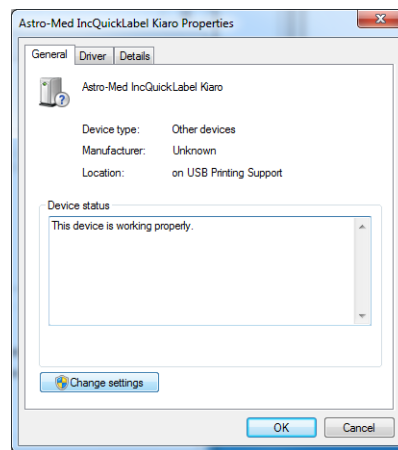 Astro-Med IncQuickLabel Kiaro Properties
General Driver Details
Astro-Med IncQuickLabel Kiaro
Device type: Other devices
Manufacturer: Unknown
Location: on USB Printing Support
Device status
This device is working properly.
Change settings
OK Cancel